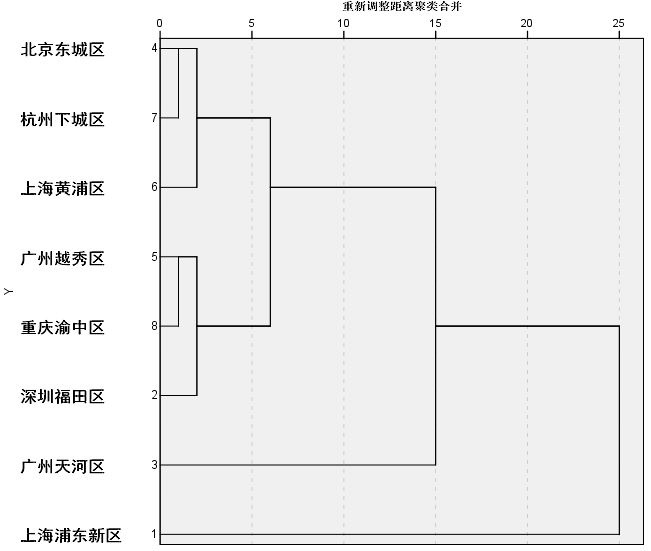 重新调整距离聚类合并
0 5 10 15 20 25
北京东城区 4
杭州下城区 7
上海黄浦区 6
广州越秀区 5
Y
重庆渝中区 8
深圳福田区 2
广州天河区 3
上海浦东新区 1